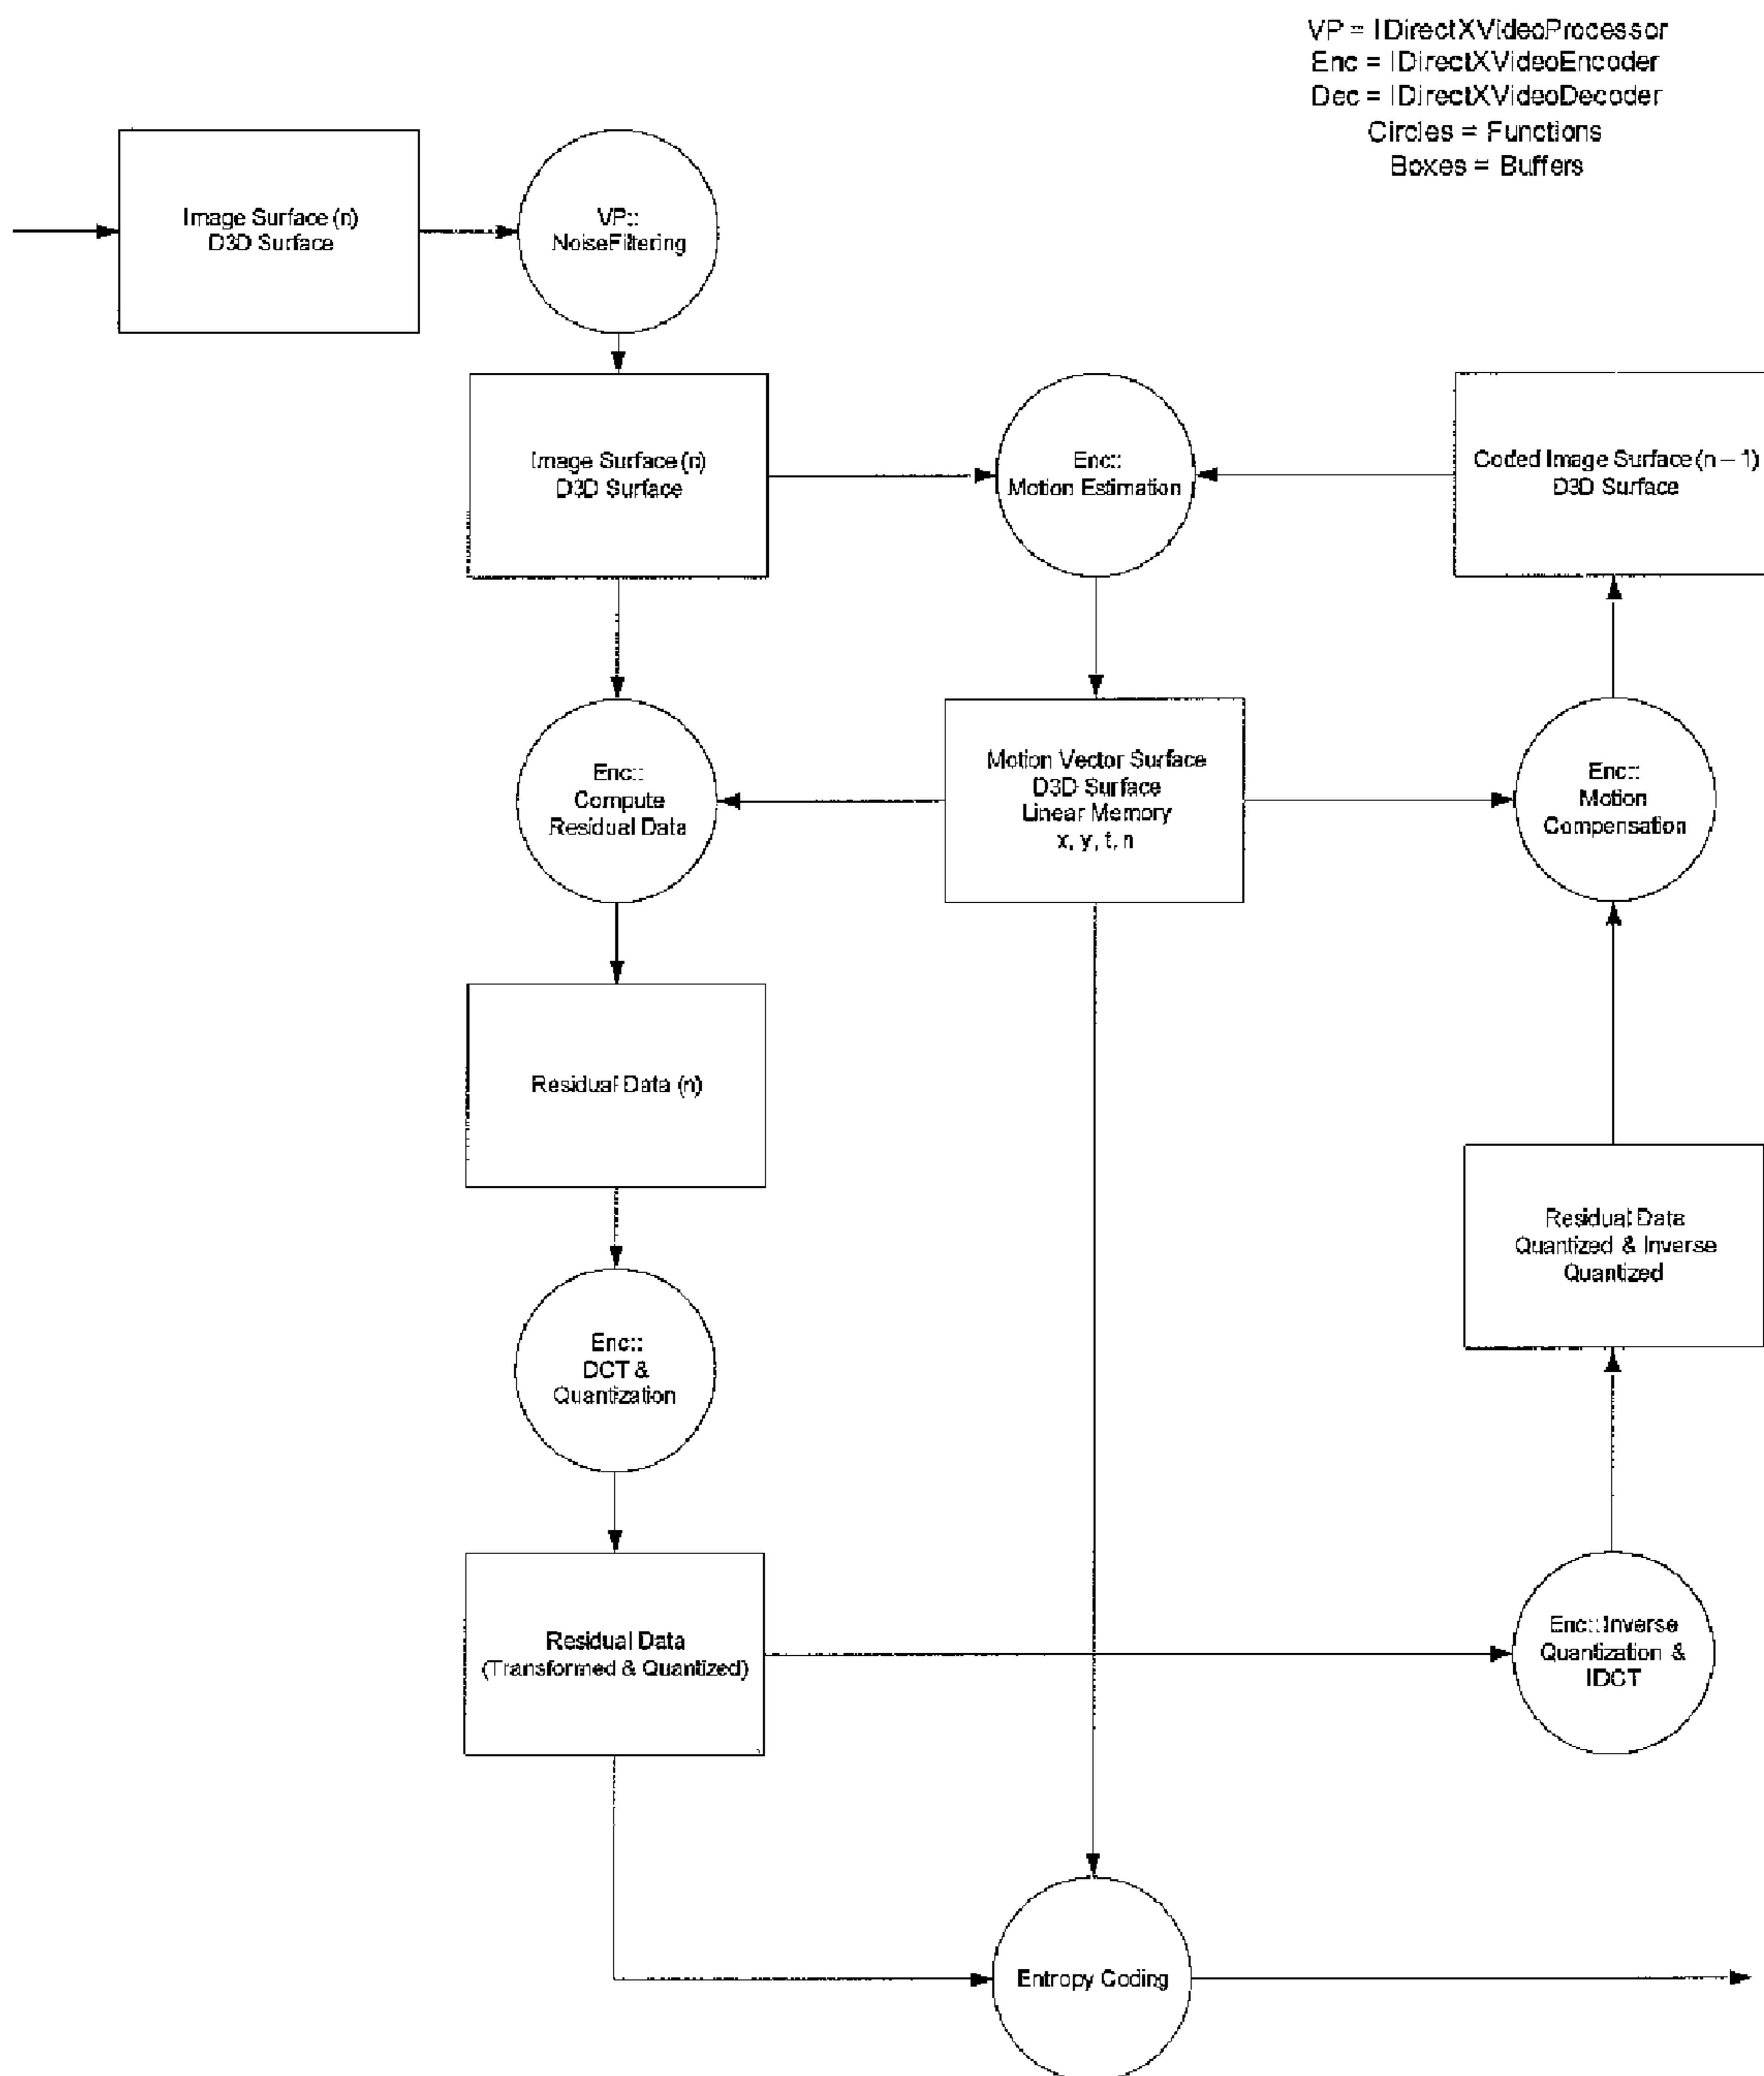 VP = IDirectXVideoProcessor
Enc = IDirectXVideoEncoder
Dec = IDirectXVideoDecoder
Circles = Functions
Boxes = Buffers
Image Surface (n)
D3D Surface
VP::
NoiseFiltering
Image Surface (n)
D3D Surface
Enc::
Motion Estimation
Coded Image Surface (n – 1)
D3D Surface
Enc::
Compute
Residual Data
Motion Vector Surface
D3D Surface
Linear Memory
x, y, t, n
Enc::
Motion
Compensation
Residual Data (n)
Residual Data
Quantized & Inverse
Quantized
Enc::
DCT &
Quantization
Residual Data
(Transformed & Quantized)
Enc::Inverse
Quantization &
IDCT
Entropy Coding